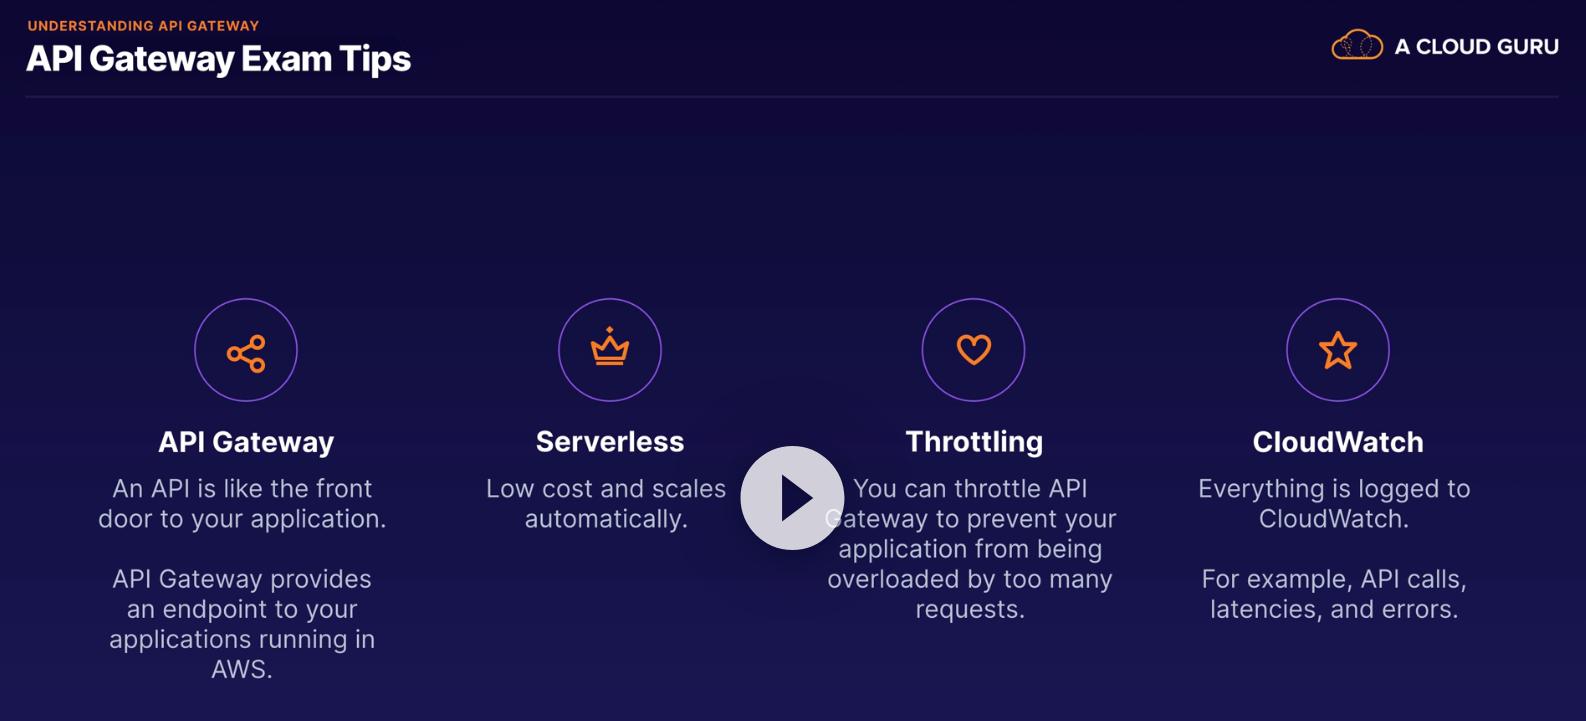 UNDERSTANDING API GATEWAY
API Gateway Exam Tips
A CLOUD GURU
API Gateway
An API is like the front
door to your application.
API Gateway provides
an endpoint to your
applications running in
AWS.
Serverless
Low cost and scales
automatically.
Throttling
You can throttle API
Gateway to prevent your
application from being
overloaded by too many
requests.
CloudWatch
Everything is logged to
CloudWatch.
For example, API calls,
latencies, and errors.